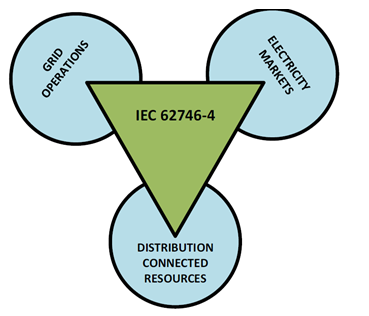 GRID
OPERATIONS
ELECTRICITY
MARKETS
IEC 62746-4
DISTRIBUTION
CONNECTED
RESOURCES